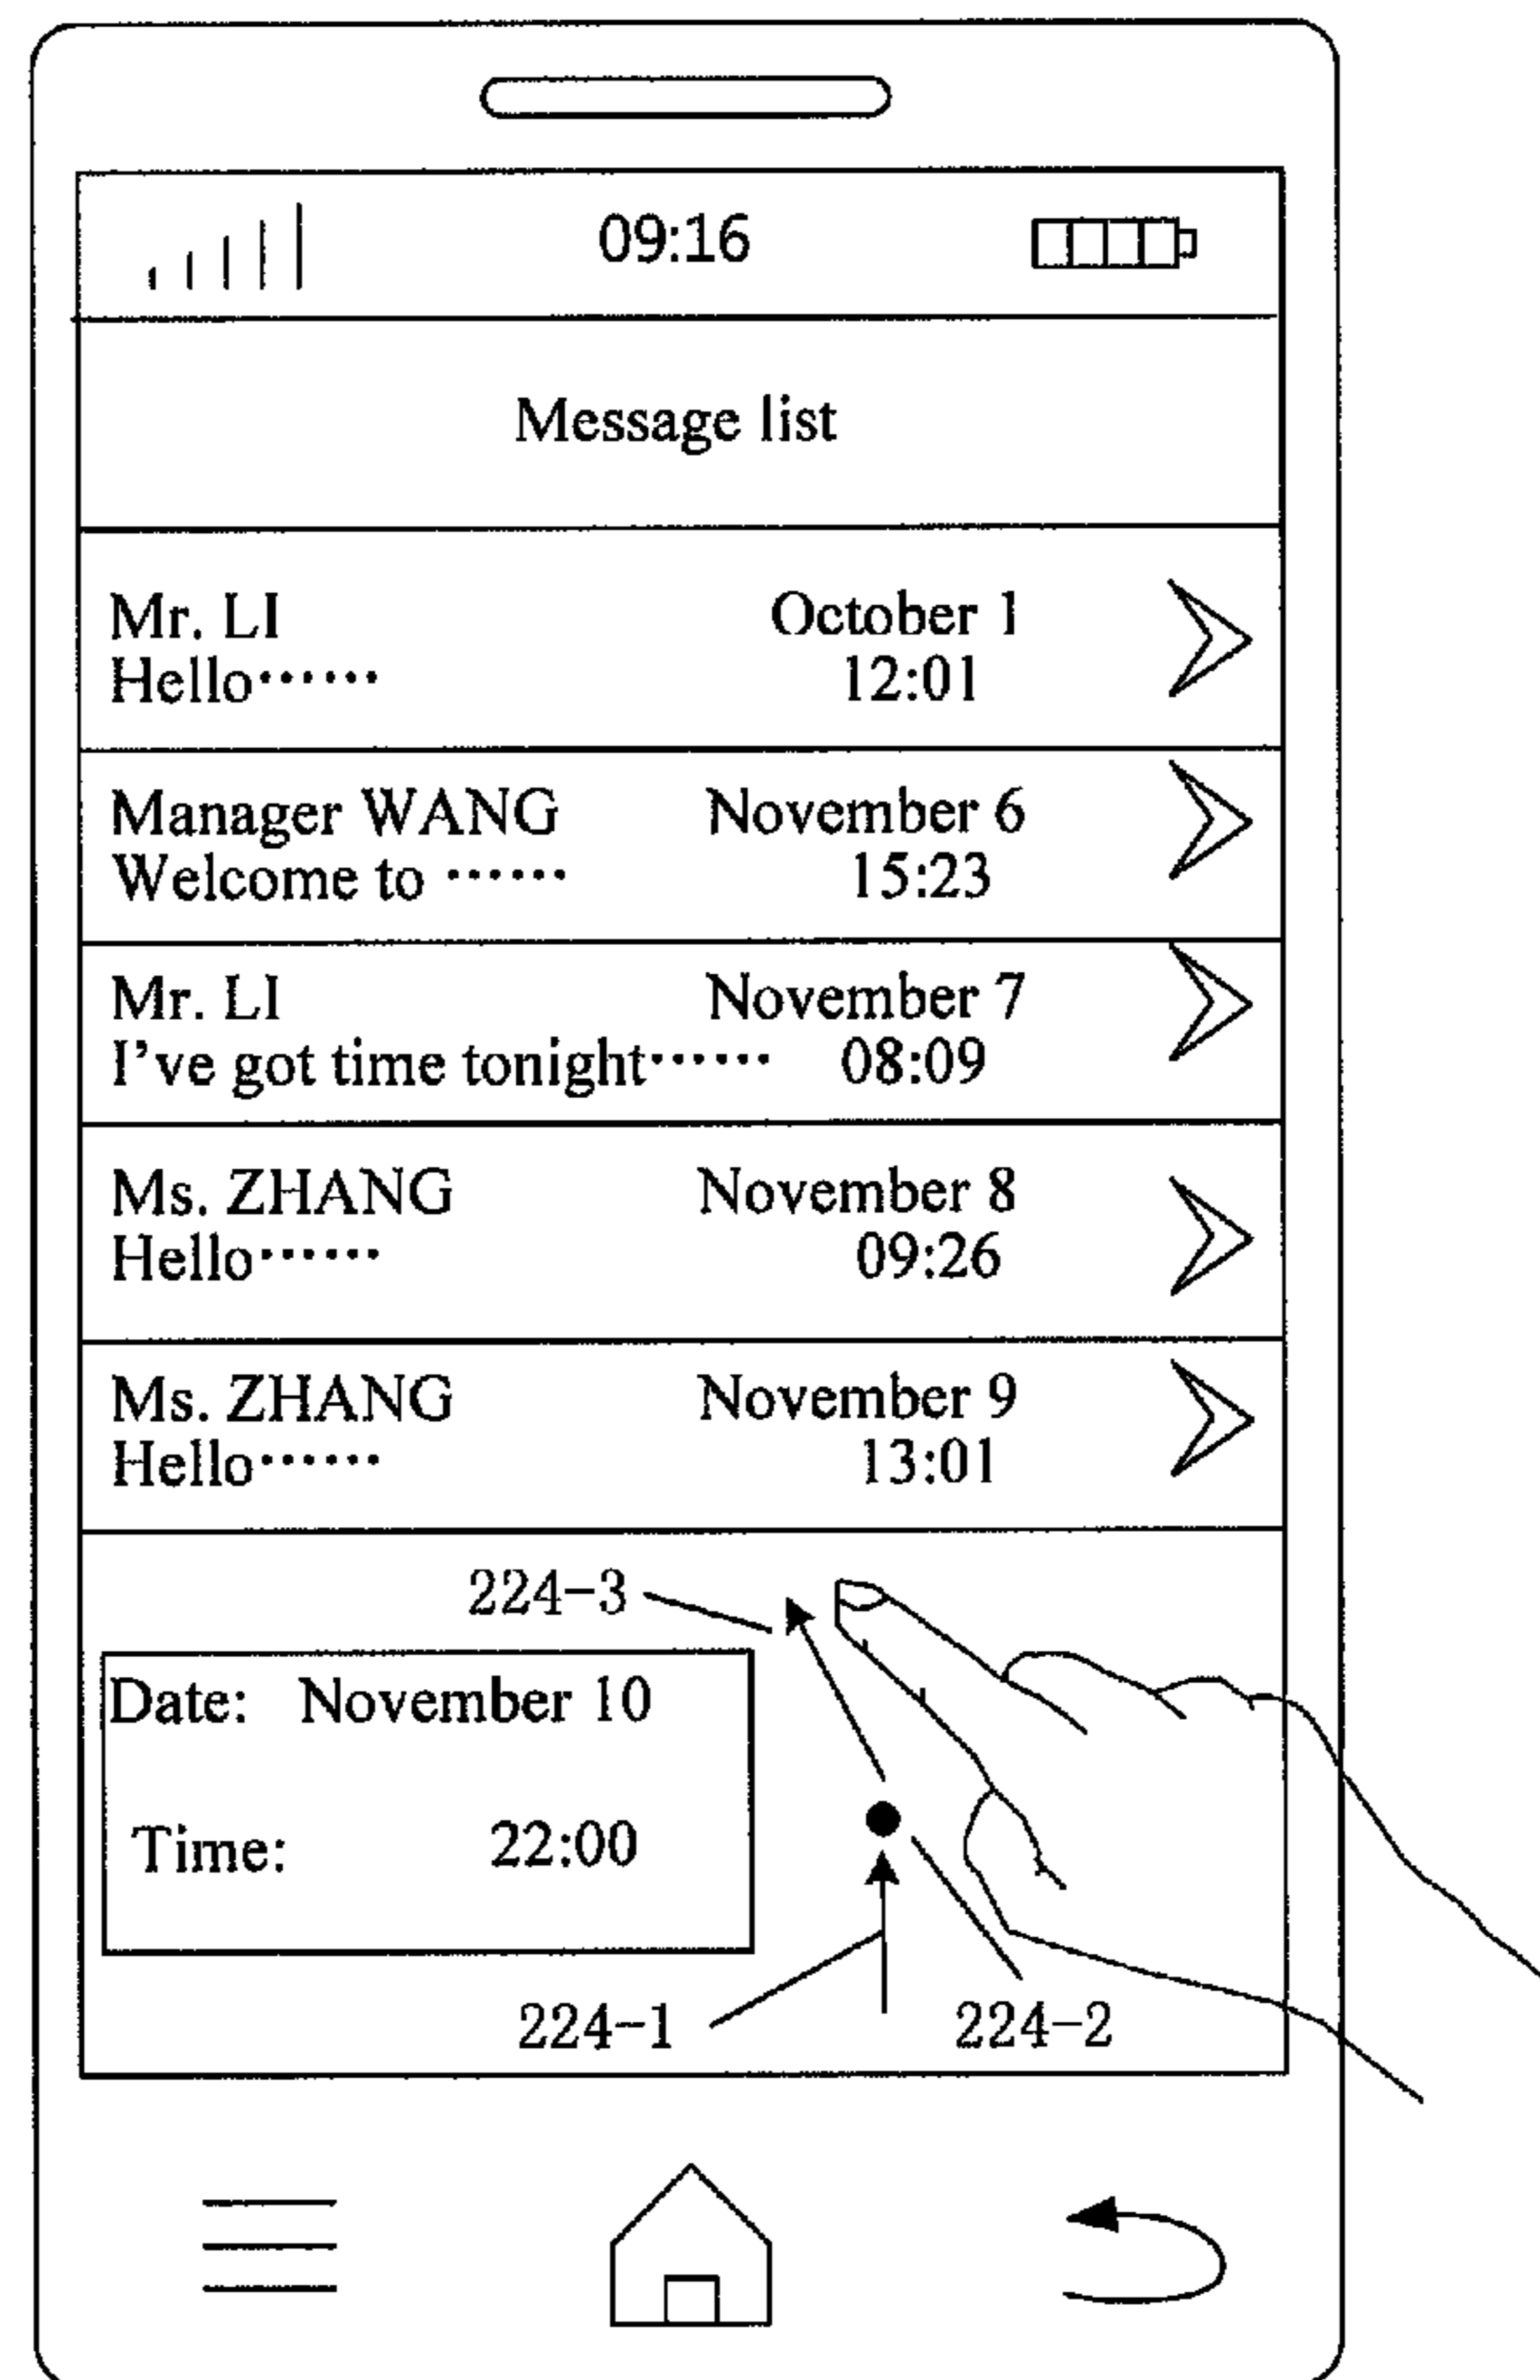 09:16
Message list
Mr. LI October 1
Hello······ 12:01
Manager WANG November 6
Welcome to ······ 15:23
Mr. LI November 7
I've got time tonight······ 08:09
Ms. ZHANG November 8
Hello······ 09:26
Ms. ZHANG November 9
Hello······ 13:01
224-3
Date: November 10
Time: 22:00
224-1 224-2